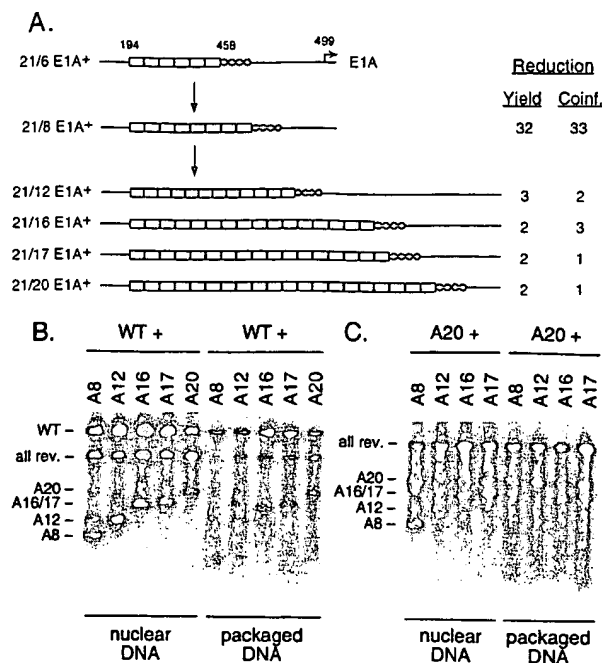 A.
194 458 499
21/6 E1A+ E1A
Reduction
Yield Coinf.
21/8 E1A+ 32 33
21/12 E1A+ 3 2
21/16 E1A+ 2 3
21/17 E1A+ 2 1
21/20 E1A+ 2 1
B. WT + WT +
A8 A12 A16 A17 A20 A8 A12 A16 A17 A20
WT –
all rev. –
A20 –
A16/17 –
A12 –
A8 –
nuclear DNA packaged DNA
C. A20 + A20 +
A8 A12 A16 A17 A8 A12 A16 A17
all rev. –
A20 –
A16/17 –
A12 –
A8 –
nuclear DNA packaged DNA